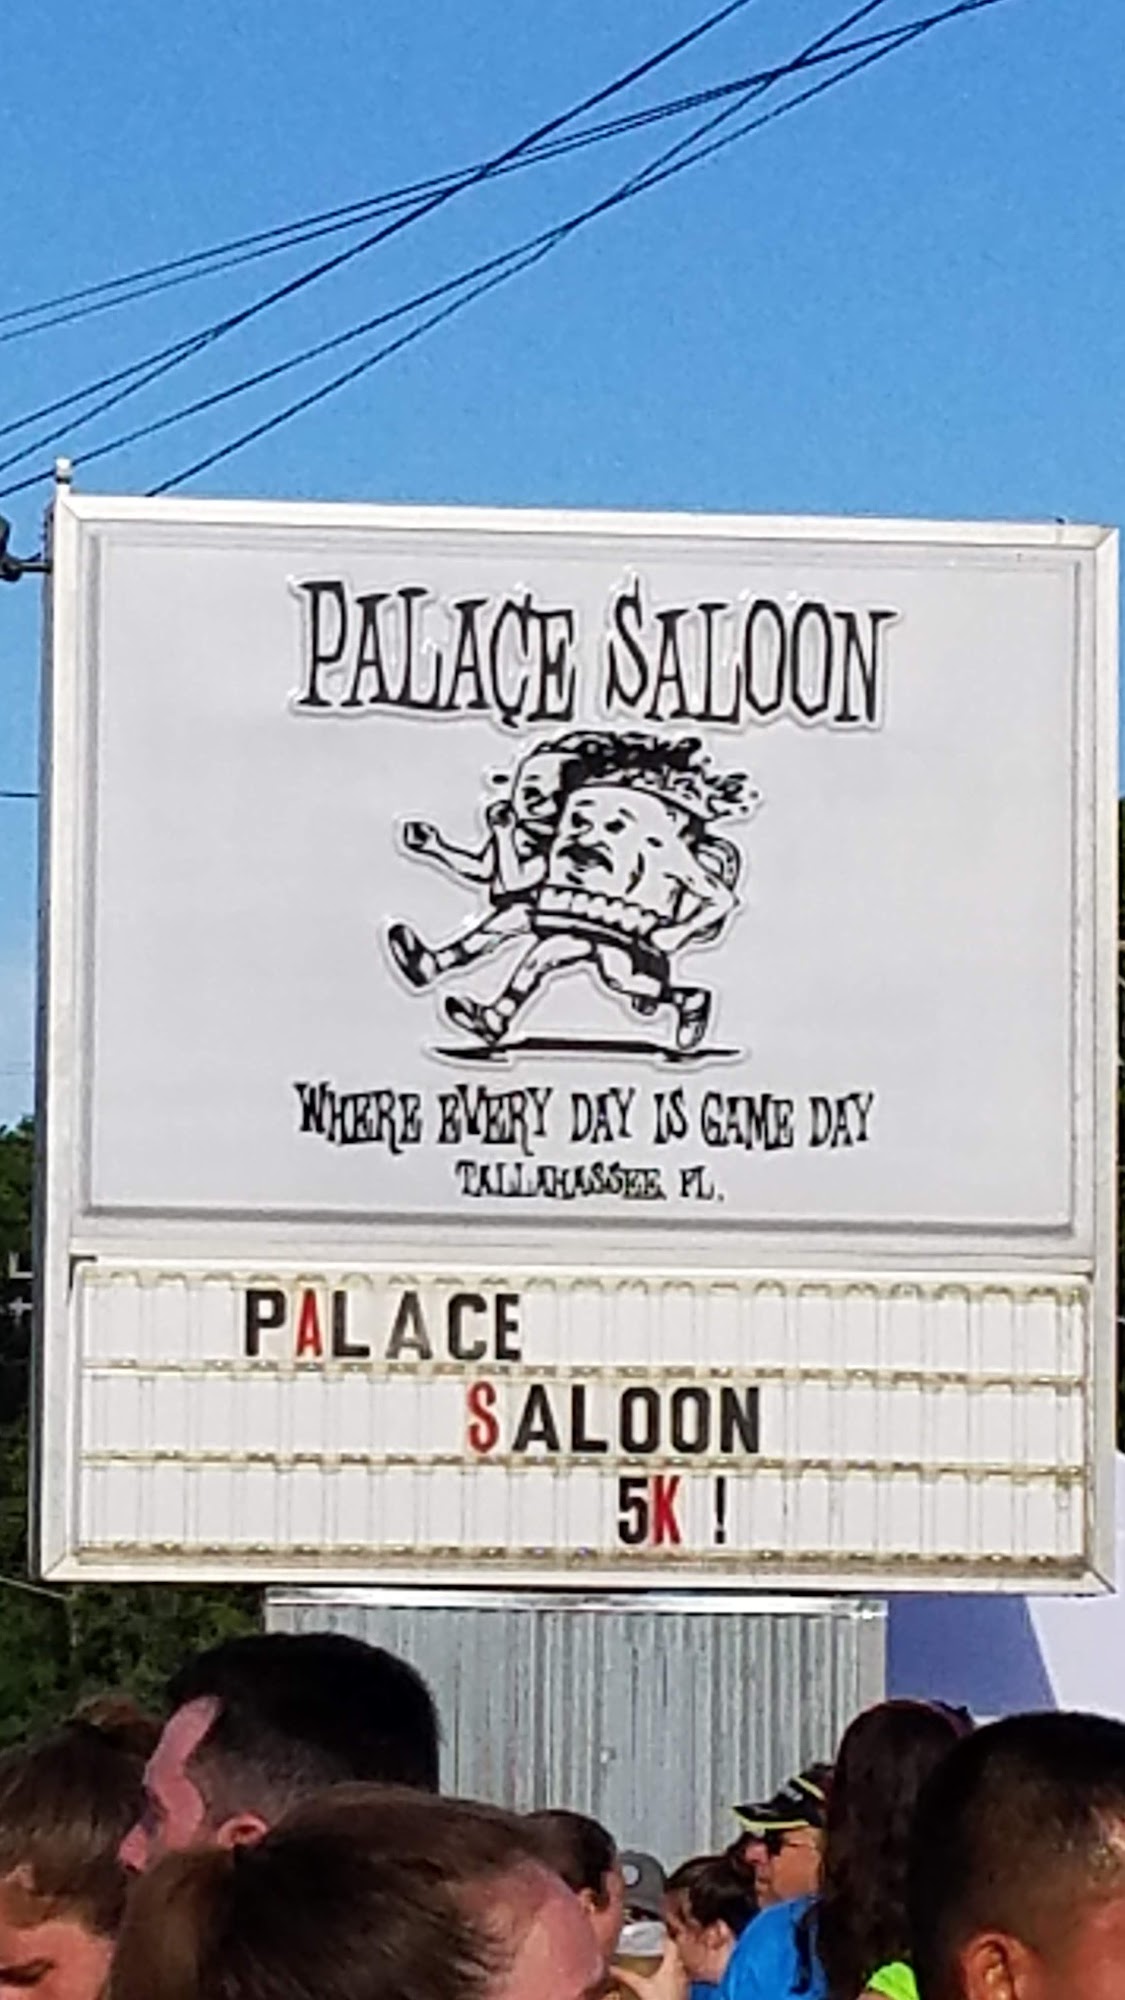 PALACE SALOON
WHERE EVERY DAY IS GAME DAY
TALLAHASSEE, FL.
PALACE
SALOON
5K !